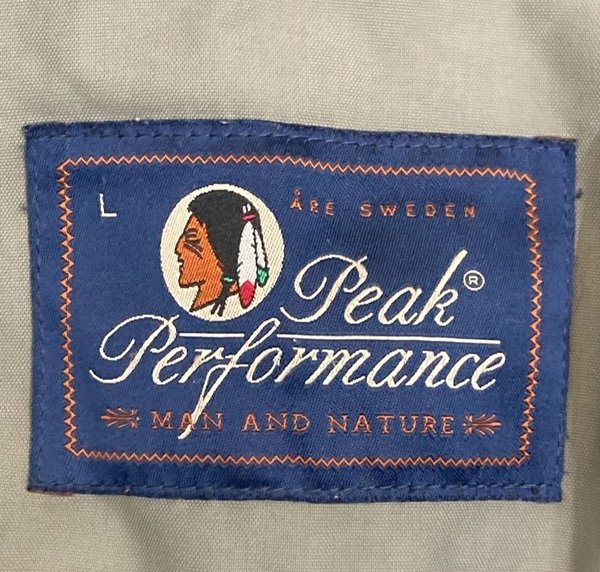 L
ÅRE SWEDEN
Peak®
Performance
MAN AND NATURE